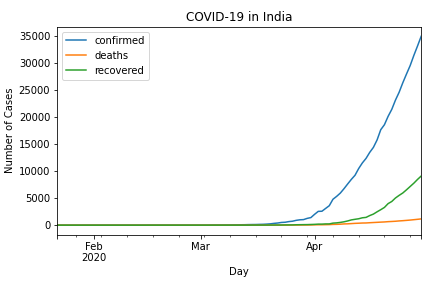 COVID-19 in India
confirmed
deaths
recovered
35000
30000
25000
20000
15000
10000
5000
0
Number of Cases
Feb
2020
Mar
Apr
Day